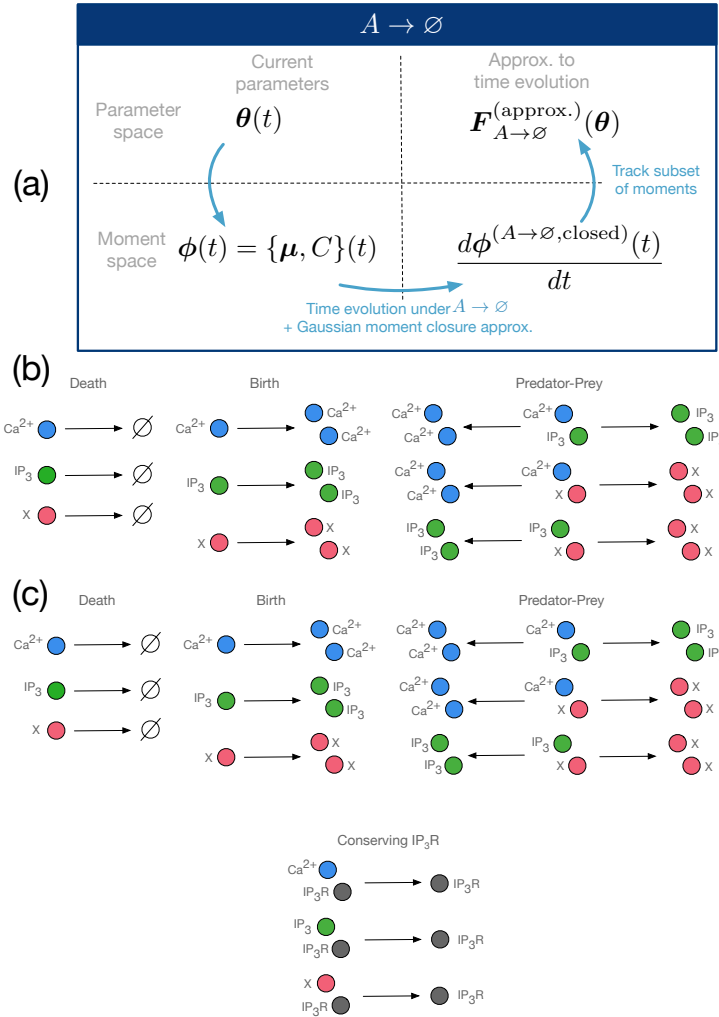 A → ∅
Current parameters
Approx. to time evolution
Parameter space
θ(t)
F^(approx.)_A→∅(θ)
(a)
Track subset of moments
Moment space
ϕ(t) = {μ, C}(t)
dϕ^(A→∅,closed)(t)
dt
Time evolution under A → ∅
+ Gaussian moment closure approx.
(b)
Death
Birth
Predator-Prey
Ca²⁺ ∅ Ca²⁺ Ca²⁺ Ca²⁺ Ca²⁺ Ca²⁺ Ca²⁺ IP₃ IP₃ IP
IP₃ ∅ IP₃ IP₃ IP₃ Ca²⁺ Ca²⁺ Ca²⁺ X X X
X ∅ X X X IP₃ IP₃ IP₃ X X X
(c)
Death
Birth
Predator-Prey
Ca²⁺ ∅ Ca²⁺ Ca²⁺ Ca²⁺ Ca²⁺ Ca²⁺ Ca²⁺ IP₃ IP₃ IP
IP₃ ∅ IP₃ IP₃ IP₃ Ca²⁺ Ca²⁺ Ca²⁺ X X X
X ∅ X X X IP₃ IP₃ IP₃ X X X
Conserving IP₃R
Ca²⁺
IP₃R IP₃R
IP₃
IP₃R IP₃R
X
IP₃R IP₃R